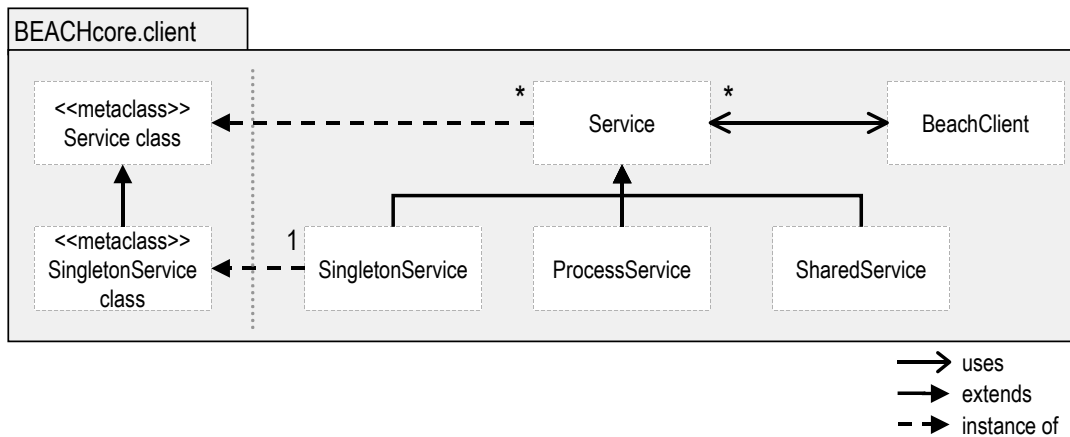 BEACHcore.client
<<metaclass>>
Service class
*
Service
*
BeachClient
<<metaclass>>
SingletonService
class
1
SingletonService
ProcessService
SharedService
uses
extends
instance of